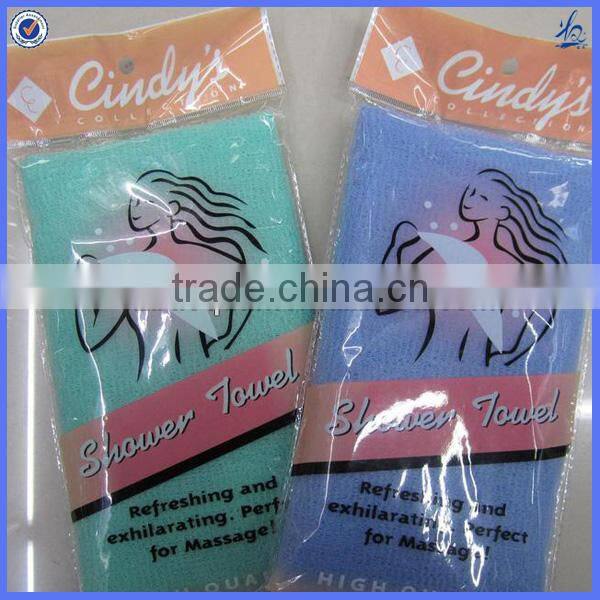 Cindy's
COLLECTION
Cindy's
COLLECTION
trade.china.cn
Shower Towel
Shower Towel
Refreshing and
exhilarating. Perf
for Massage!
Refreshing and
exhilarating. Perfect
for Massage!
HIGH QUA